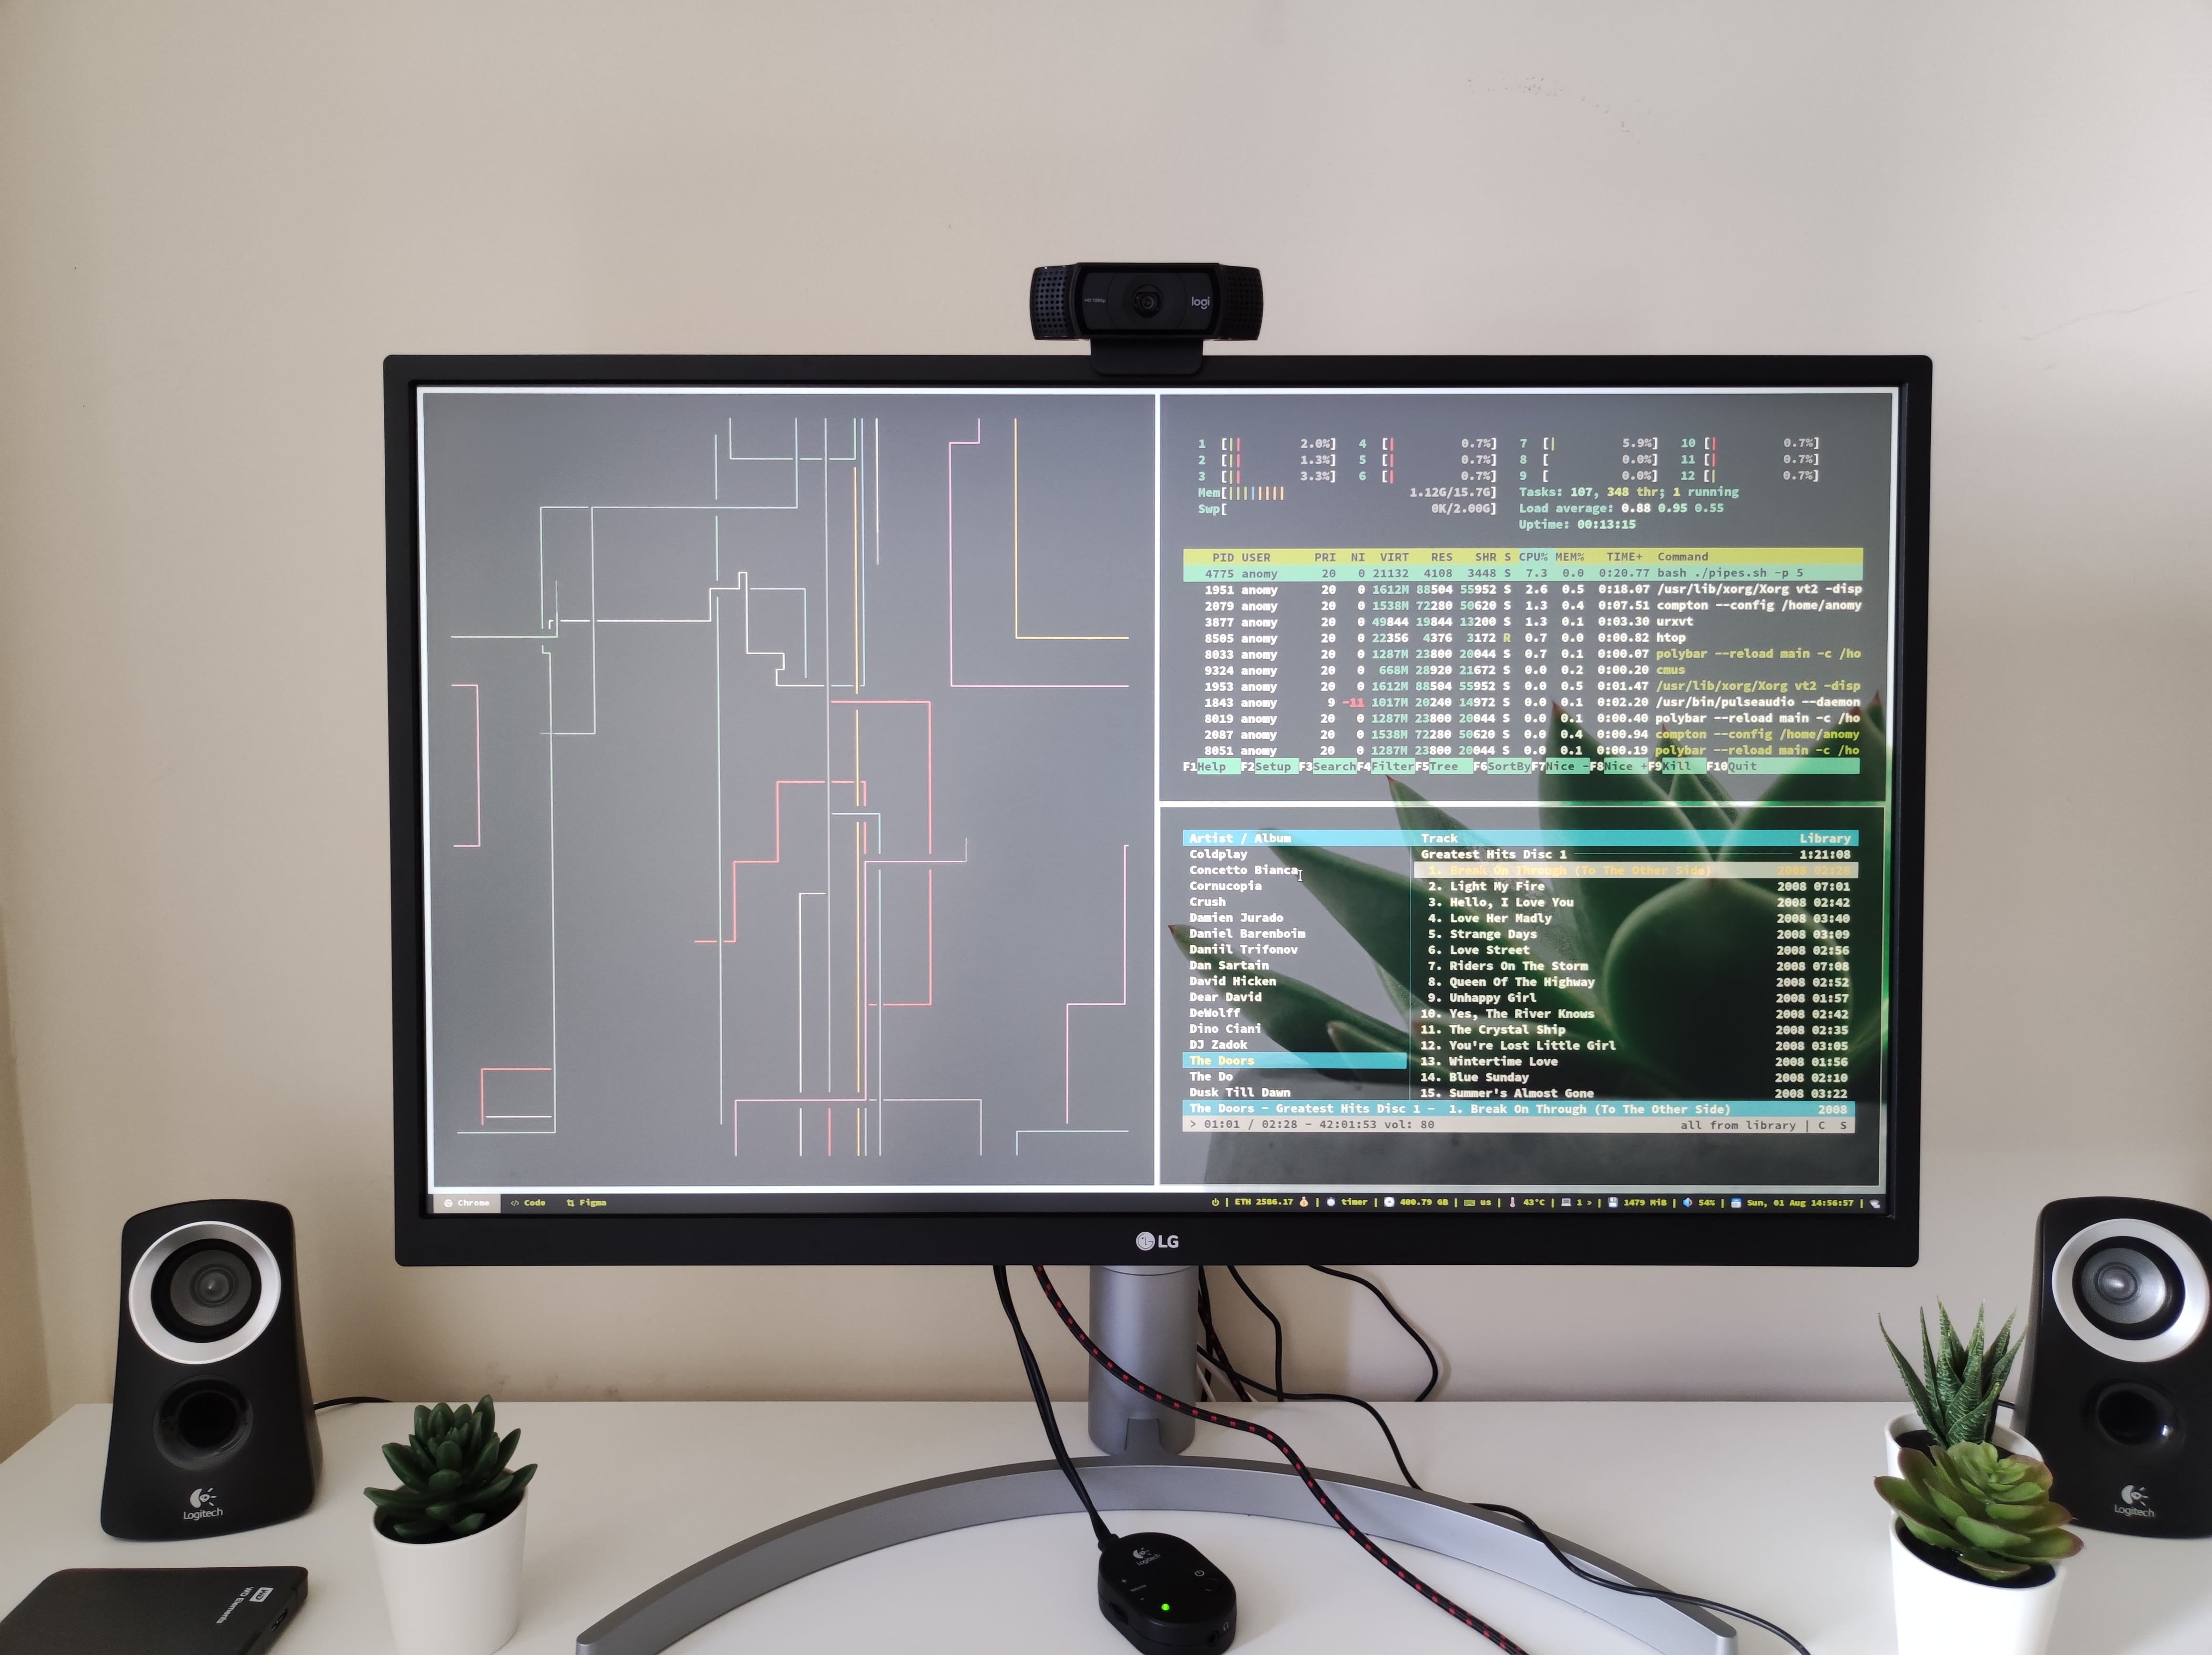 HD 1080p
logi
1 [|| 2.0%] 4 [| 0.7%] 7 [| 5.9%] 10 [| 0.7%]
2 [|| 1.3%] 5 [| 0.7%] 8 [ 0.0%] 11 [| 0.7%]
3 [|| 3.3%] 6 [| 0.7%] 9 [ 0.0%] 12 [| 0.7%]
Mem[|||||||| 1.12G/15.7G] Tasks: 107, 348 thr; 1 running
Swp[ 0K/2.00G] Load average: 0.88 0.95 0.55
Uptime: 00:13:15
PID USER PRI NI VIRT RES SHR S CPU% MEM% TIME+ Command
4775 anomy 20 0 21132 4108 3448 S 7.3 0.0 0:20.77 bash ./pipes.sh -p 5
1951 anomy 20 0 1612M 88504 55952 S 2.6 0.5 0:18.07 /usr/lib/xorg/Xorg vt2 -disp
2079 anomy 20 0 1538M 72280 50620 S 1.3 0.4 0:07.51 compton --config /home/anomy
3877 anomy 20 0 49844 19844 13200 S 1.3 0.1 0:03.30 urxvt
8505 anomy 20 0 22356 4376 3172 R 0.7 0.0 0:00.82 htop
8033 anomy 20 0 1287M 23800 20044 S 0.7 0.1 0:00.07 polybar --reload main -c /ho
9324 anomy 20 0 668M 28920 21672 S 0.0 0.2 0:00.20 cmus
1953 anomy 20 0 1612M 88504 55952 S 0.0 0.5 0:01.47 /usr/lib/xorg/Xorg vt2 -disp
1843 anomy 9 -11 1017M 20240 14972 S 0.0 0.1 0:02.20 /usr/bin/pulseaudio --daemon
8019 anomy 20 0 1287M 23800 20044 S 0.0 0.1 0:00.40 polybar --reload main -c /ho
2087 anomy 20 0 1538M 72280 50620 S 0.0 0.4 0:00.94 compton --config /home/anomy
8051 anomy 20 0 1287M 23800 20044 S 0.0 0.1 0:00.19 polybar --reload main -c /ho
F1Help F2Setup F3SearchF4FilterF5Tree F6SortByF7Nice -F8Nice +F9Kill F10Quit
Artist / Album Track Library
Coldplay Greatest Hits Disc 1 1:21:08
Concetto Bianca 1. Break On Through (To The Other Side) 2008 02:28
Cornucopia 2. Light My Fire 2008 07:01
Crush 3. Hello, I Love You 2008 02:42
Damien Jurado 4. Love Her Madly 2008 03:40
Daniel Barenboim 5. Strange Days 2008 03:09
Daniil Trifonov 6. Love Street 2008 02:56
Dan Sartain 7. Riders On The Storm 2008 07:08
David Hicken 8. Queen Of The Highway 2008 02:52
Dear David 9. Unhappy Girl 2008 01:57
DeWolff 10. Yes, The River Knows 2008 02:42
Dino Ciani 11. The Crystal Ship 2008 02:35
DJ Zadok 12. You're Lost Little Girl 2008 03:05
The Doors 13. Wintertime Love 2008 01:56
The Do 14. Blue Sunday 2008 02:10
Dusk Till Dawn 15. Summer's Almost Gone 2008 03:22
The Doors - Greatest Hits Disc 1 - 1. Break On Through (To The Other Side) 2008
> 01:01 / 02:28 - 42:01:53 vol: 80 all from library | C S
Chrome </> Code Figma | ETH 2586.17 | timer | 400.79 GB | us | 43°C | 1 > | 1479 MiB | 54% | Sun, 01 Aug 14:56:57 |
LG
Logitech
Logitech
Logitech
WD Elements
WD